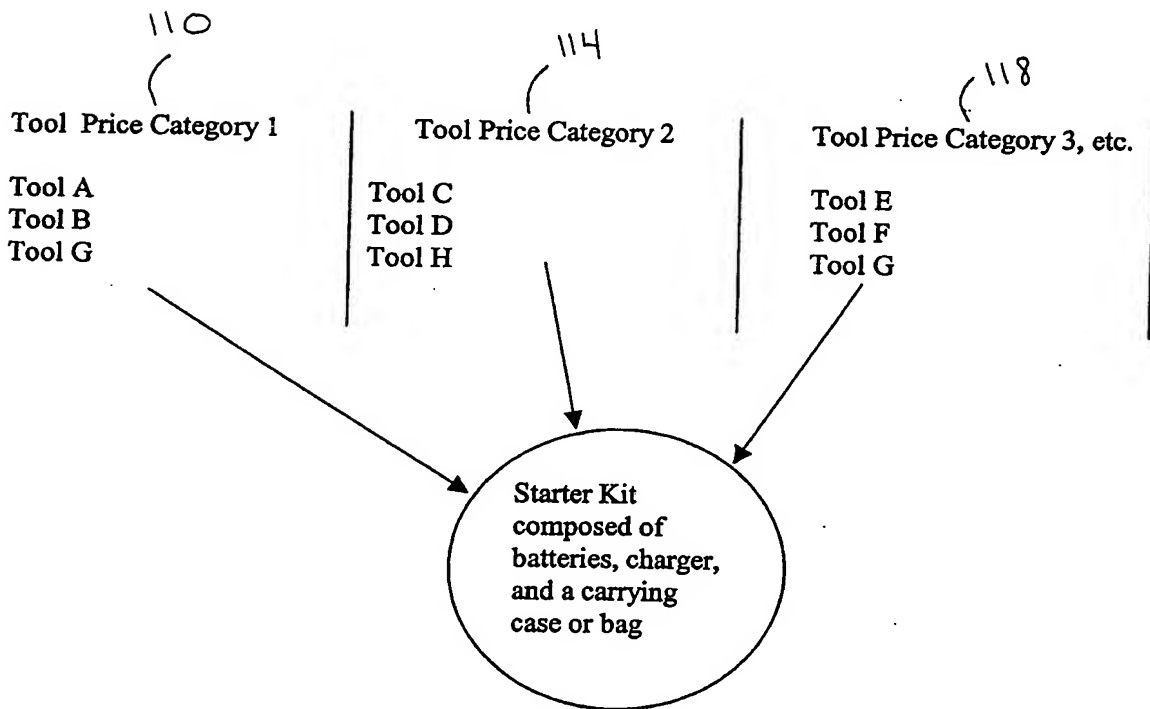 110
114
118
Tool Price Category 1
Tool Price Category 2
Tool Price Category 3, etc.
Tool A
Tool B
Tool G
Tool C
Tool D
Tool H
Tool E
Tool F
Tool G
Starter Kit
composed of
batteries, charger,
and a carrying
case or bag